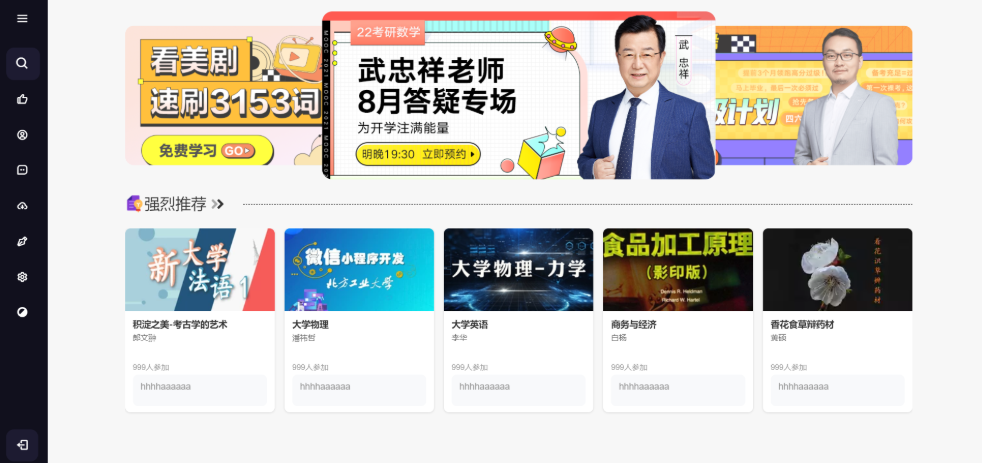 看美剧
速刷3153词
免费学习 GO
MOOC 2021 MOOC 2021 MOOC 2
22考研数学
武忠祥老师
8月答疑专场
为开学注满能量
明晚19:30 立即预约
武忠祥
级计划
强烈推荐
新大学
法语1
积淀之美-考古学的艺术
999人参加
hhhhaaaaaa
微信小程序开发
北方工业大学
大学物理
潘祎哲
999人参加
hhhhaaaaaa
大学物理-力学
大学英语
李华
999人参加
hhhhaaaaaa
食品加工原理
(影印版)
Dennis R. Heldman
Richard W. Hartel
商务与经济
白杨
999人参加
hhhhaaaaaa
看花识草辨药材
香花食草辩药材
黄硕
999人参加
hhhhaaaaaa